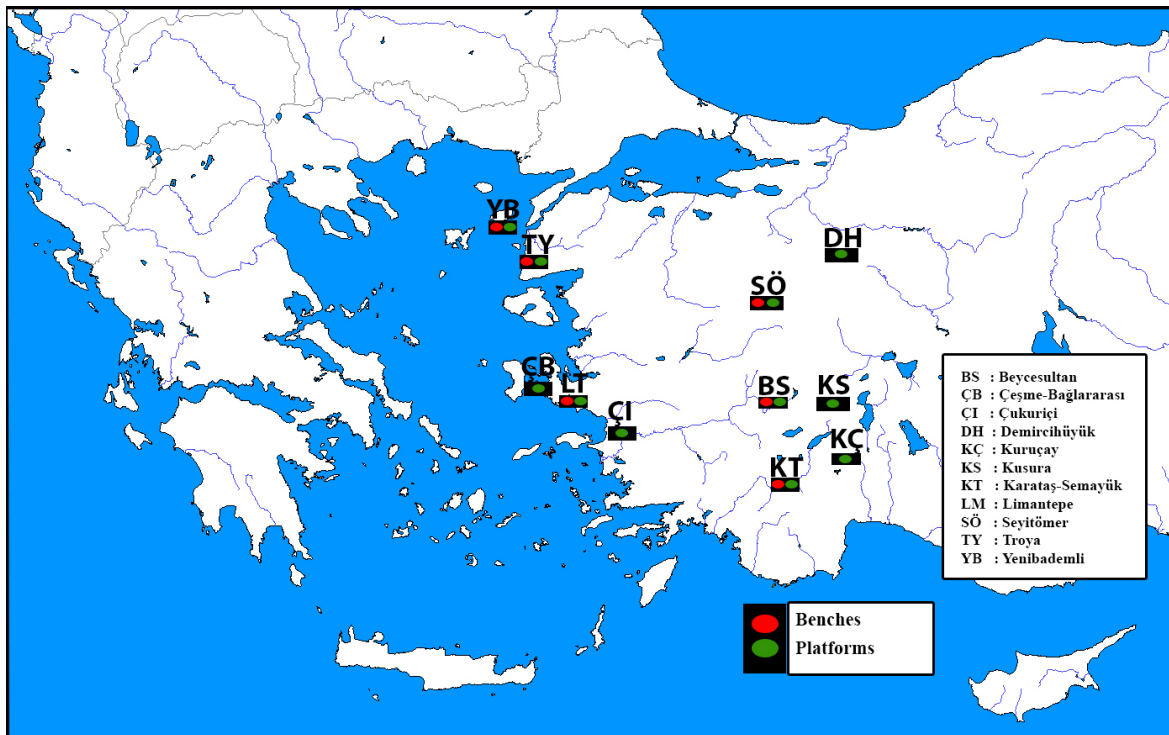 YB
TY
DH
SÖ
ÇB
LT
BS
KS
ÇI
KÇ
KT
BS : Beycesultan
ÇB : Çeşme-Bağlararası
ÇI : Çukuriçi
DH : Demircihüyük
KÇ : Kuruçay
KS : Kusura
KT : Karataş-Semayük
LM : Limantepe
SÖ : Seyitömer
TY : Troya
YB : Yenibademli
Benches
Platforms